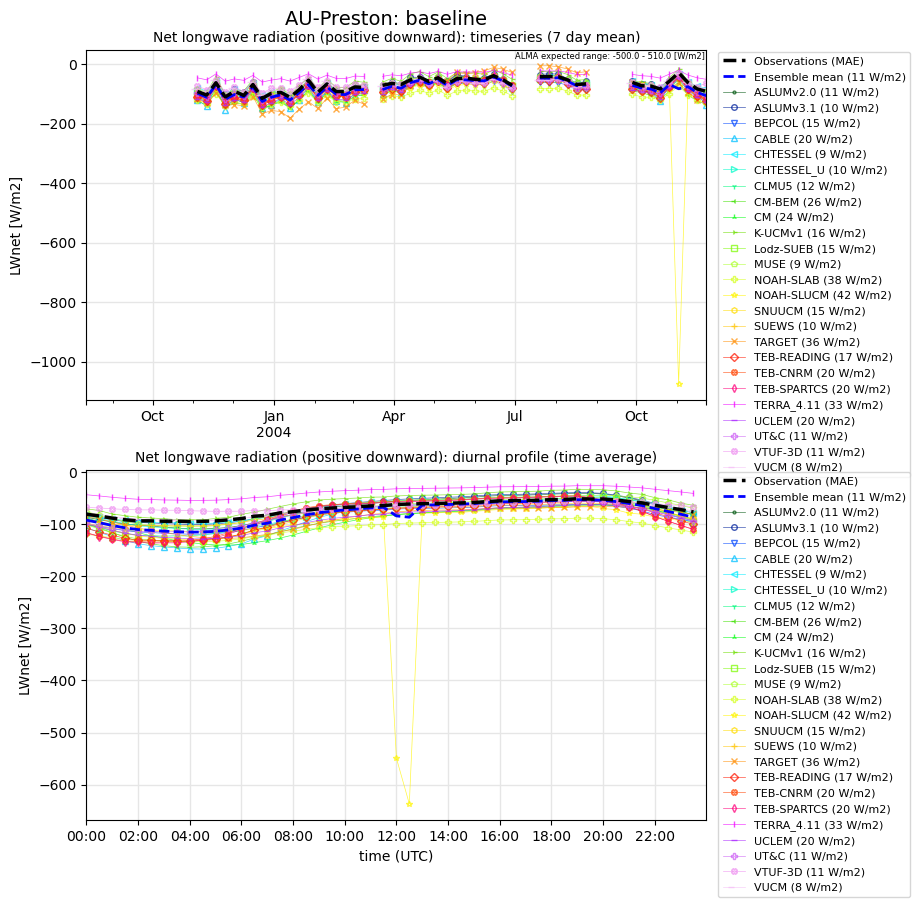 AU-Preston: baseline
Net longwave radiation (positive downward): timeseries (7 day mean)
ALMA expected range: -500.0 - 510.0 [W/m2]
0
−200
−400
−600
−800
−1000
LWnet [W/m2]
Oct
Jan
2004
Apr
Jul
Oct
Observations (MAE)
Ensemble mean (11 W/m2)
ASLUMv2.0 (11 W/m2)
ASLUMv3.1 (10 W/m2)
BEPCOL (15 W/m2)
CABLE (20 W/m2)
CHTESSEL (9 W/m2)
CHTESSEL_U (10 W/m2)
CLMU5 (12 W/m2)
CM-BEM (26 W/m2)
CM (24 W/m2)
K-UCMv1 (16 W/m2)
Lodz-SUEB (15 W/m2)
MUSE (9 W/m2)
NOAH-SLAB (38 W/m2)
NOAH-SLUCM (42 W/m2)
SNUUCM (15 W/m2)
SUEWS (10 W/m2)
TARGET (36 W/m2)
TEB-READING (17 W/m2)
TEB-CNRM (20 W/m2)
TEB-SPARTCS (20 W/m2)
TERRA_4.11 (33 W/m2)
UCLEM (20 W/m2)
UT&C (11 W/m2)
VTUF-3D (11 W/m2)
VUCM (8 W/m2)
Net longwave radiation (positive downward): diurnal profile (time average)
0
−100
−200
−300
−400
−500
−600
LWnet [W/m2]
00:00
02:00
04:00
06:00
08:00
10:00
12:00
14:00
16:00
18:00
20:00
22:00
time (UTC)
Observation (MAE)
Ensemble mean (11 W/m2)
ASLUMv2.0 (11 W/m2)
ASLUMv3.1 (10 W/m2)
BEPCOL (15 W/m2)
CABLE (20 W/m2)
CHTESSEL (9 W/m2)
CHTESSEL_U (10 W/m2)
CLMU5 (12 W/m2)
CM-BEM (26 W/m2)
CM (24 W/m2)
K-UCMv1 (16 W/m2)
Lodz-SUEB (15 W/m2)
MUSE (9 W/m2)
NOAH-SLAB (38 W/m2)
NOAH-SLUCM (42 W/m2)
SNUUCM (15 W/m2)
SUEWS (10 W/m2)
TARGET (36 W/m2)
TEB-READING (17 W/m2)
TEB-CNRM (20 W/m2)
TEB-SPARTCS (20 W/m2)
TERRA_4.11 (33 W/m2)
UCLEM (20 W/m2)
UT&C (11 W/m2)
VTUF-3D (11 W/m2)
VUCM (8 W/m2)